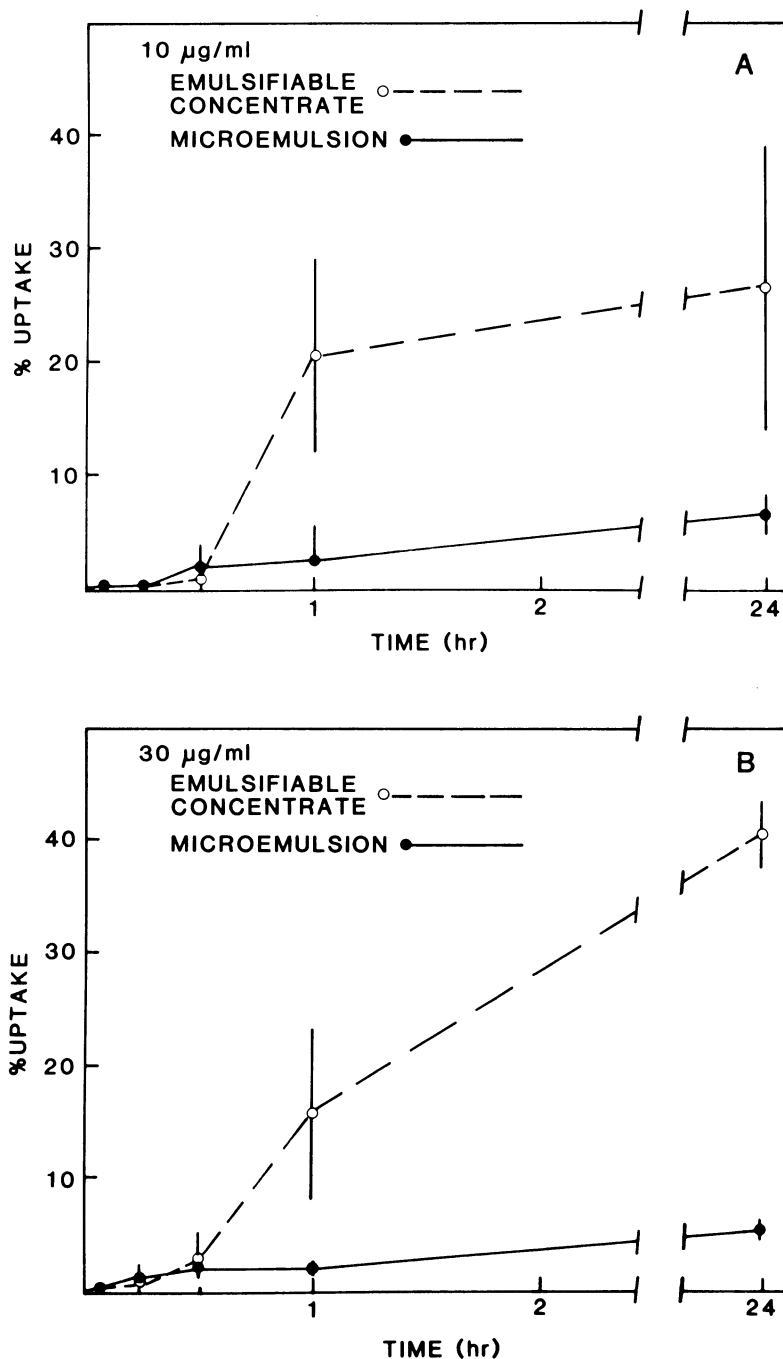 10 µg/ml
A
EMULSIFIABLE
CONCENTRATE
MICROEMULSION
40
30
20
10
% UPTAKE
1
2
24
TIME (hr)
30 µg/ml
B
EMULSIFIABLE
CONCENTRATE
MICROEMULSION
40
30
20
10
%UPTAKE
1
2
24
TIME (hr)